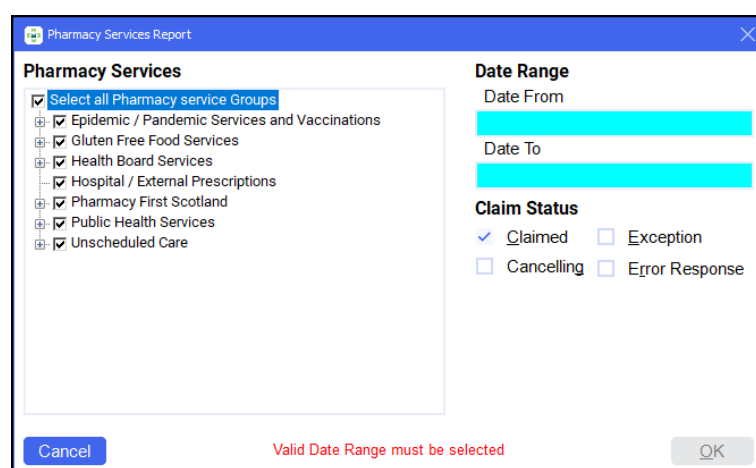 Pharmacy Services Report
Pharmacy Services
Select all Pharmacy service Groups
Epidemic / Pandemic Services and Vaccinations
Gluten Free Food Services
Health Board Services
Hospital / External Prescriptions
Pharmacy First Scotland
Public Health Services
Unscheduled Care
Date Range
Date From
Date To
Claim Status
Claimed Exception
Cancelling Error Response
Cancel Valid Date Range must be selected OK